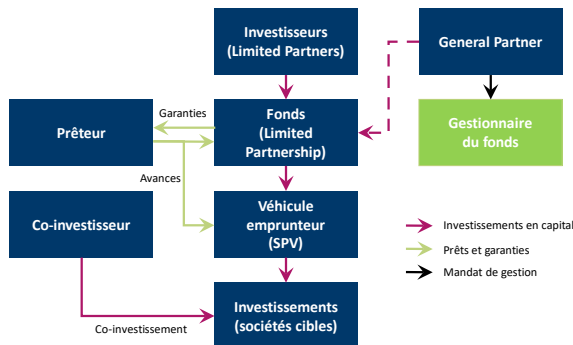 Investisseurs
(Limited Partners)
General Partner
Garanties
Prêteur
Fonds
(Limited
Partnership)
Gestionnaire
du fonds
Avances
Co-investisseur
Véhicule
emprunteur
(SPV)
Investissements en capital
Prêts et garanties
Mandat de gestion
Investissements
(sociétés cibles)
Co-investissement